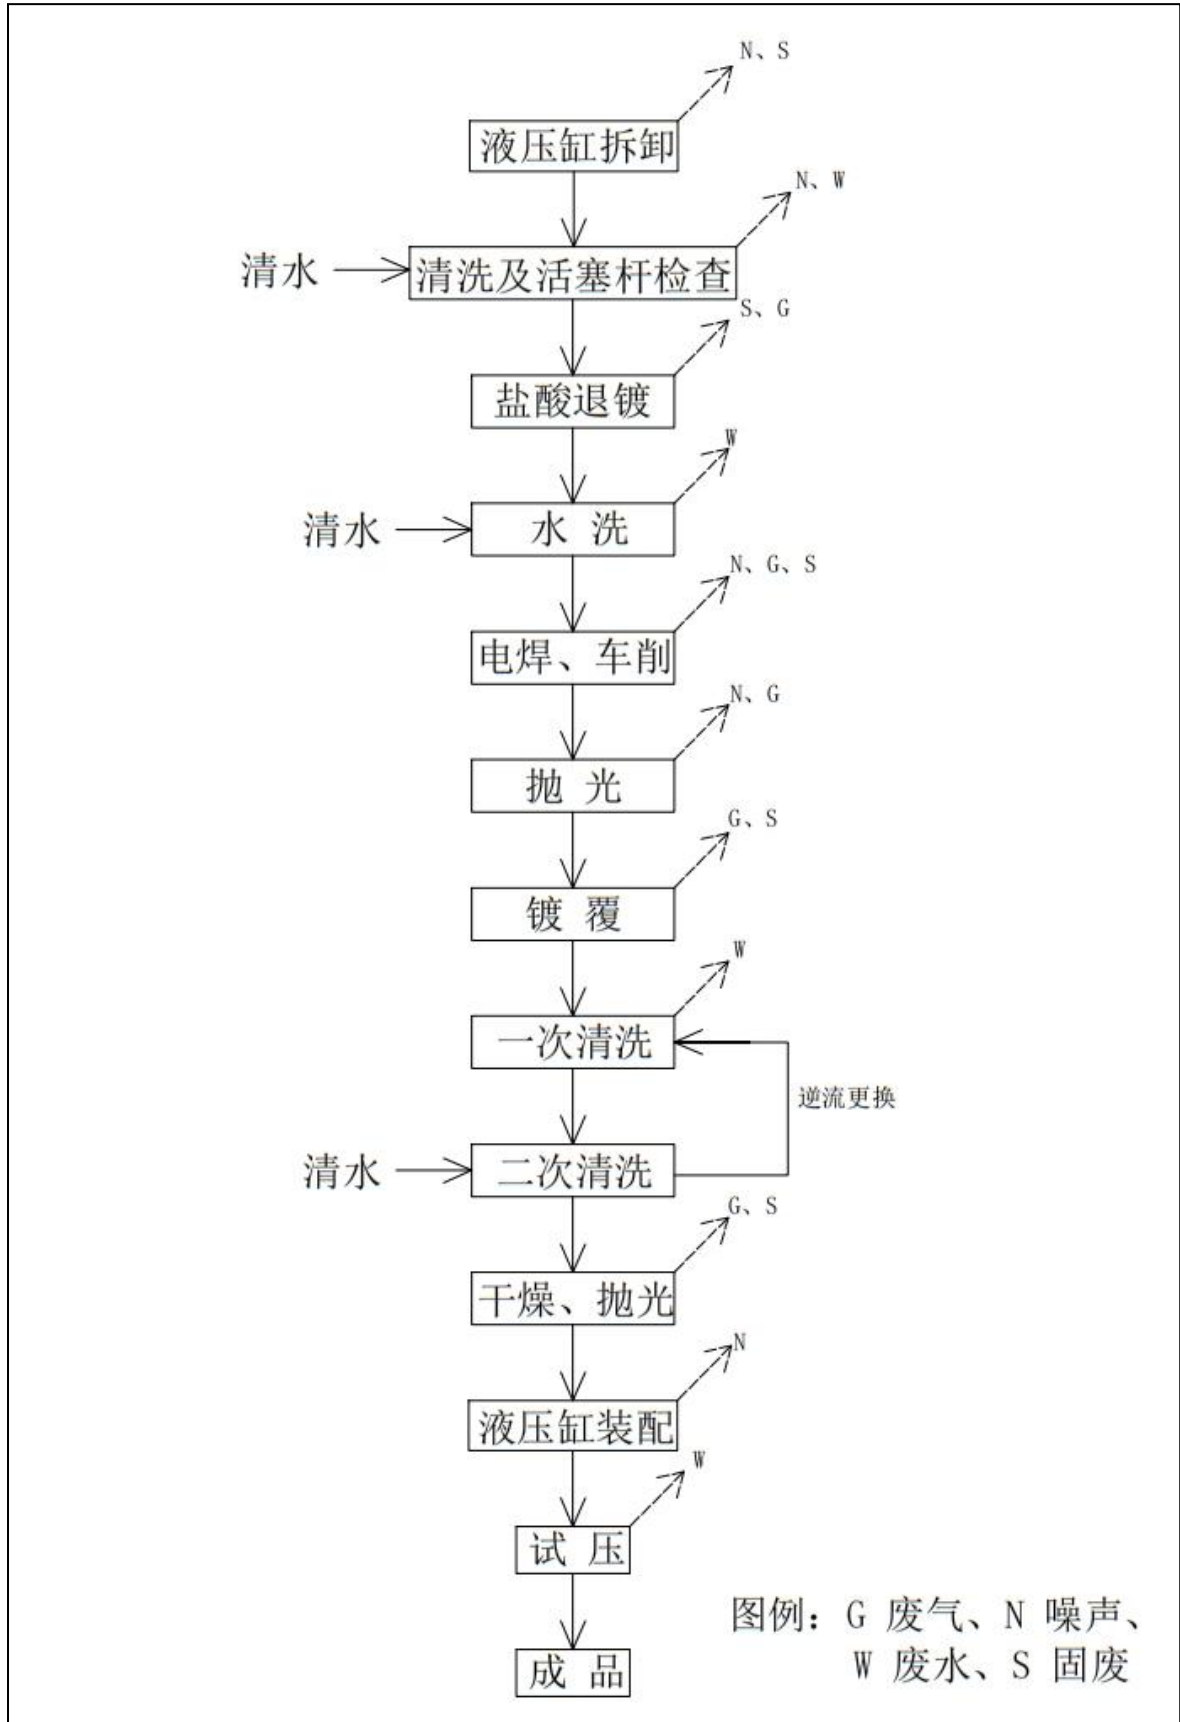 N、S
液压缸拆卸
N、W
清水
清洗及活塞杆检查
S、G
盐酸退镀
W
清水
水 洗
N、G、S
电焊、车削
N、G
抛 光
G、S
镀 覆
W
一次清洗
逆流更换
清水
二次清洗
G、S
干燥、抛光
N
液压缸装配
W
试 压
成 品
图例：G 废气、N 噪声、
W 废水、S 固废